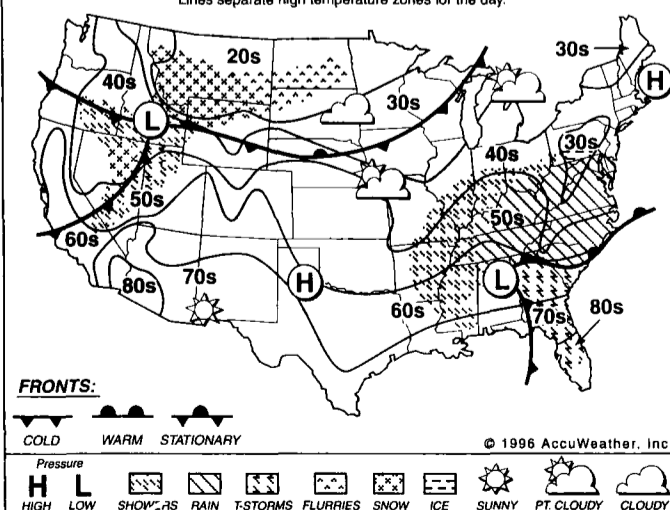 Lines separate high temperature zones for the day.
20s
30s
H
40s
30s
L
40s
30s
50s
50s
60s
80s
70s
H
L
60s
70s
80s
FRONTS:
COLD WARM STATIONARY
© 1996 AccuWeather, Inc
Pressure
H L
HIGH LOW SHOWERS RAIN T-STORMS FLURRIES SNOW ICE SUNNY PT. CLOUDY CLOUDY